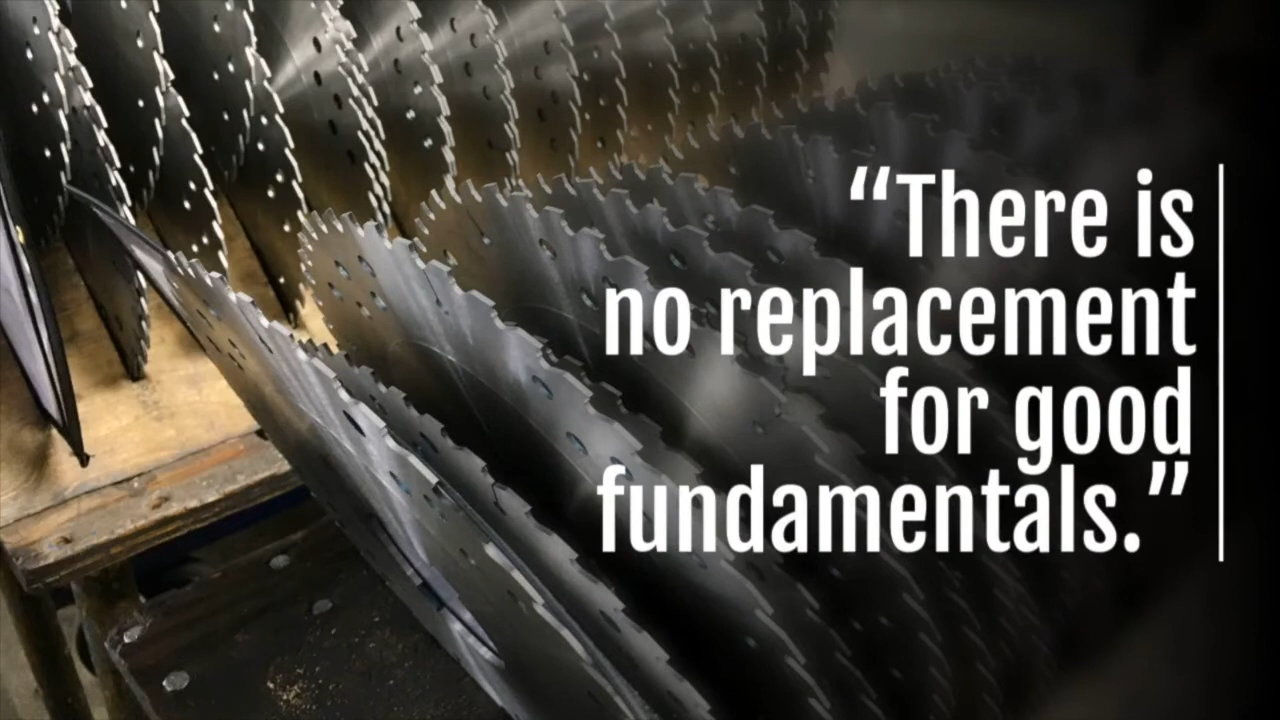 “There is
no replacement
for good
fundamentals.”